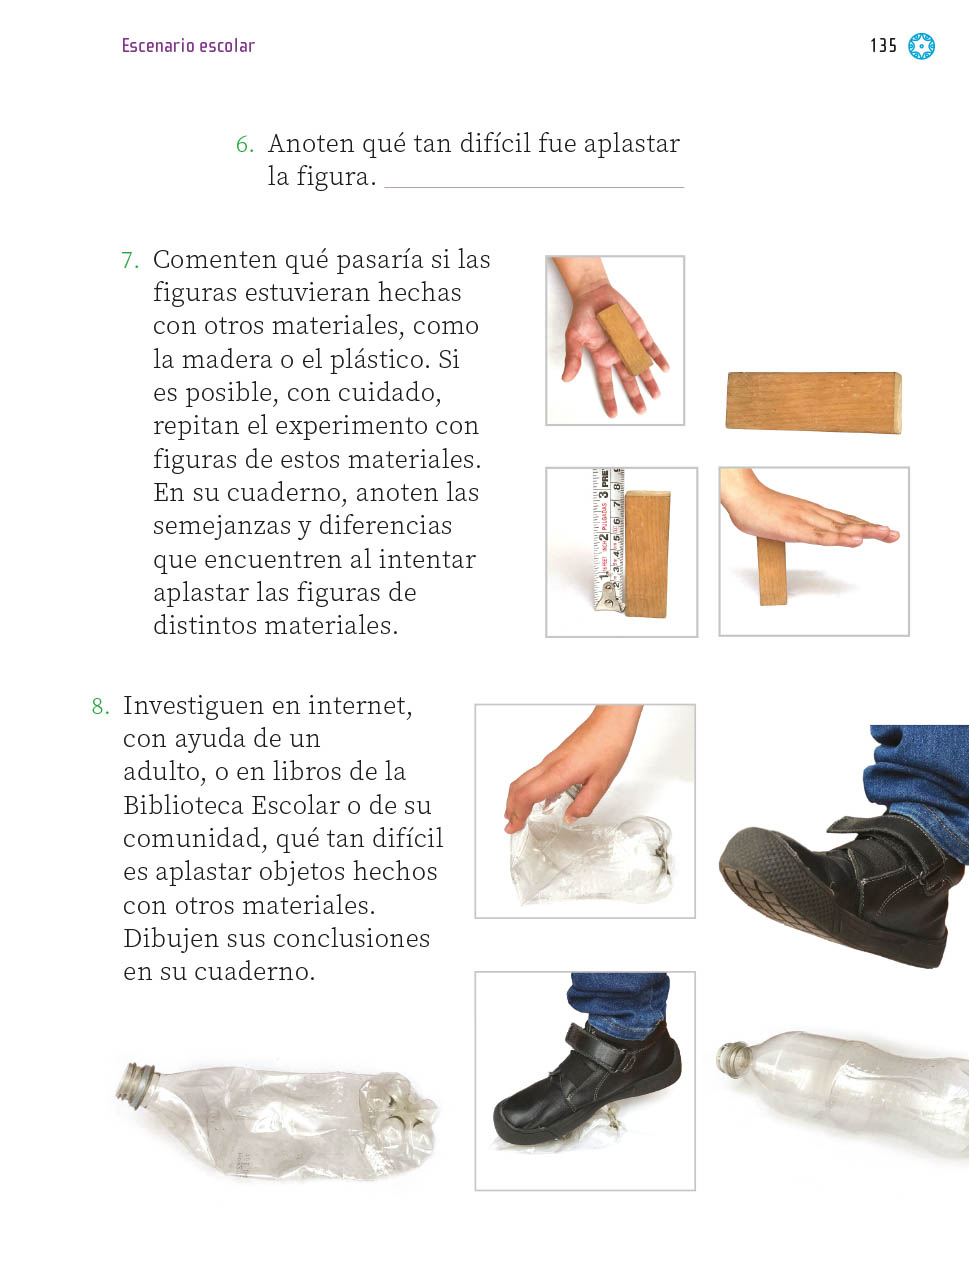 Escenario escolar
135
6. Anoten qué tan difícil fue aplastar
la figura.
7. Comenten qué pasaría si las
figuras estuvieran hechas
con otros materiales, como
la madera o el plástico. Si
es posible, con cuidado,
repitan el experimento con
figuras de estos materiales.
En su cuaderno, anoten las
semejanzas y diferencias
que encuentren al intentar
aplastar las figuras de
distintos materiales.
8. Investiguen en internet,
con ayuda de un
adulto, o en libros de la
Biblioteca Escolar o de su
comunidad, qué tan difícil
es aplastar objetos hechos
con otros materiales.
Dibujen sus conclusiones
en su cuaderno.